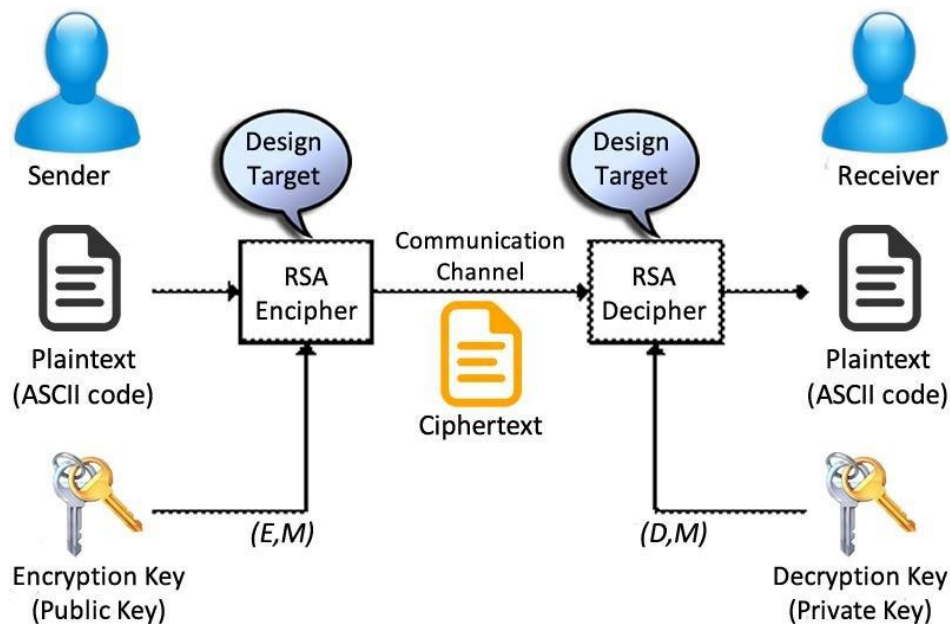 Design
Target
Design
Target
Sender
Receiver
Communication
Channel
RSA
Encipher
RSA
Decipher
Plaintext
(ASCII code)
Ciphertext
Plaintext
(ASCII code)
(E,M)
(D,M)
Encryption Key
(Public Key)
Decryption Key
(Private Key)